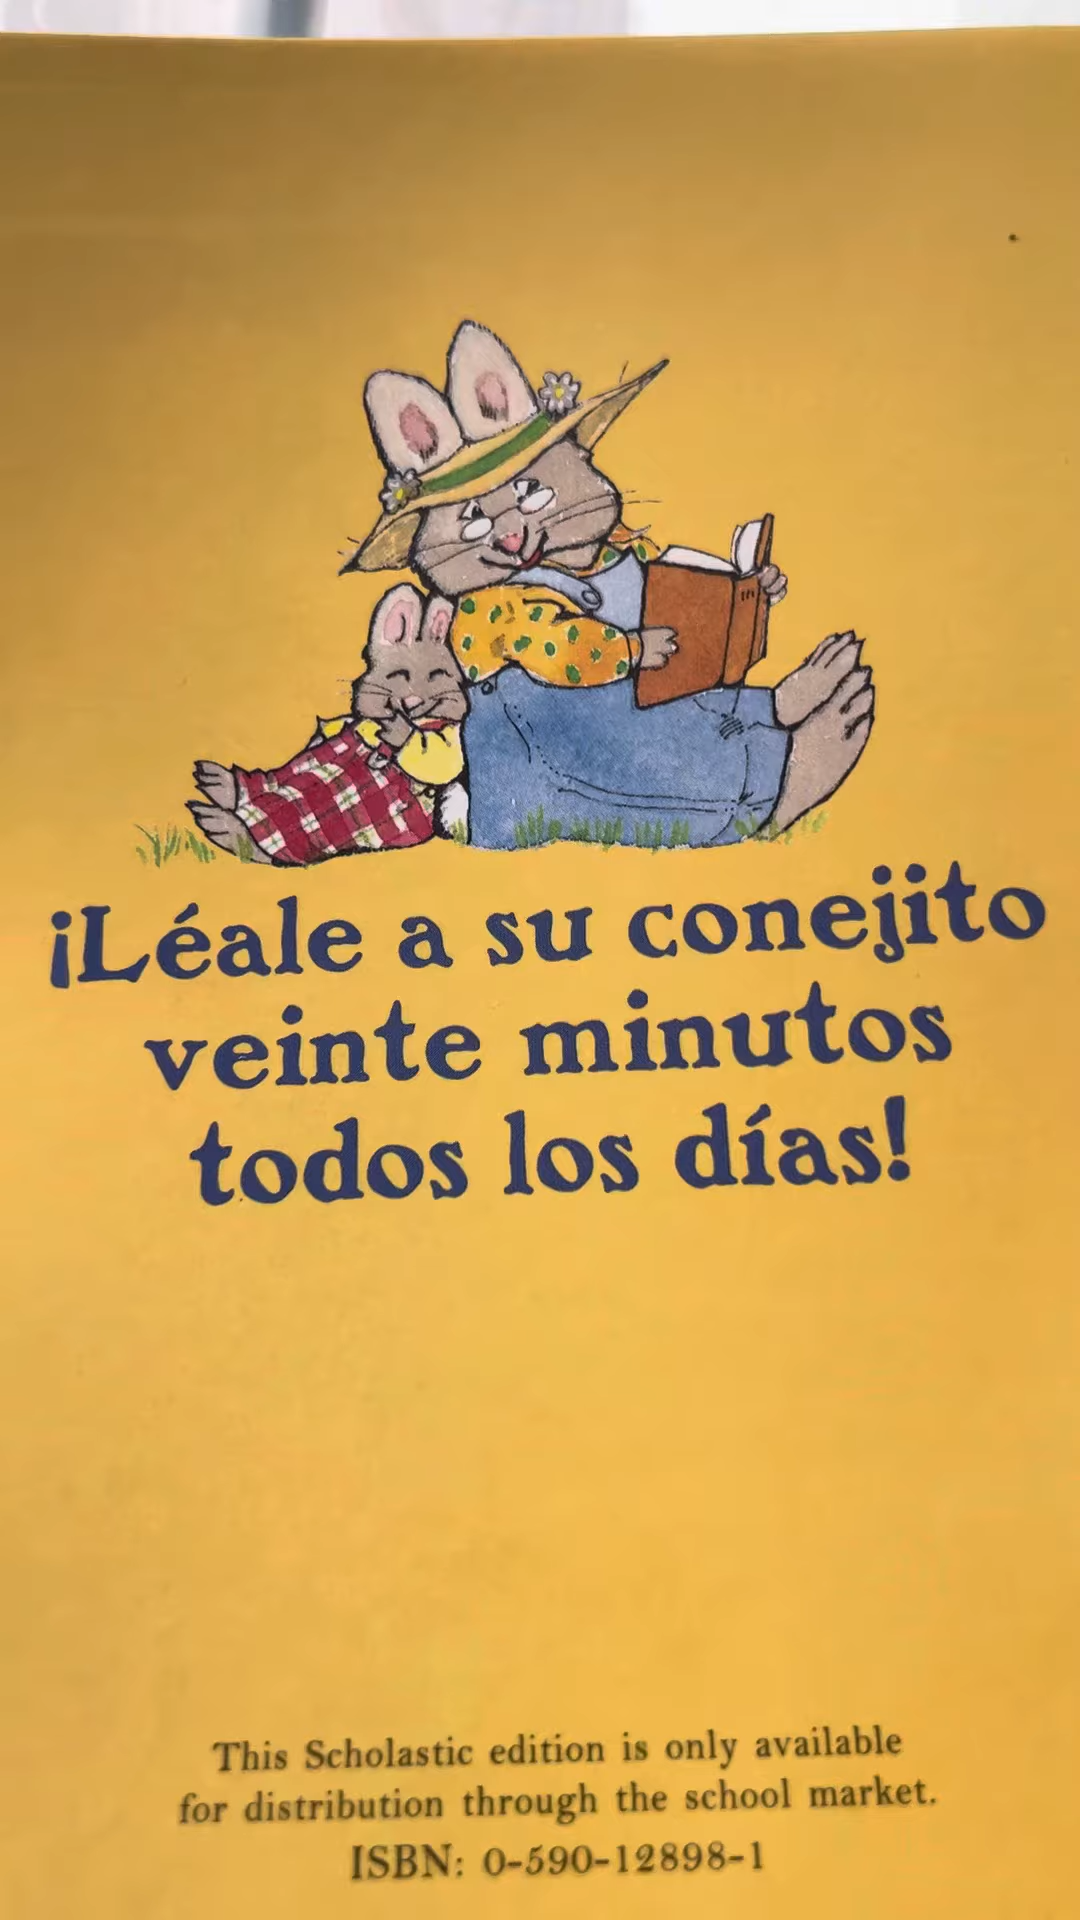 ¡Léale a su conejito
veinte minutos
todos los días!
This Scholastic edition is only available
for distribution through the school market.
ISBN: 0-590-12898-1